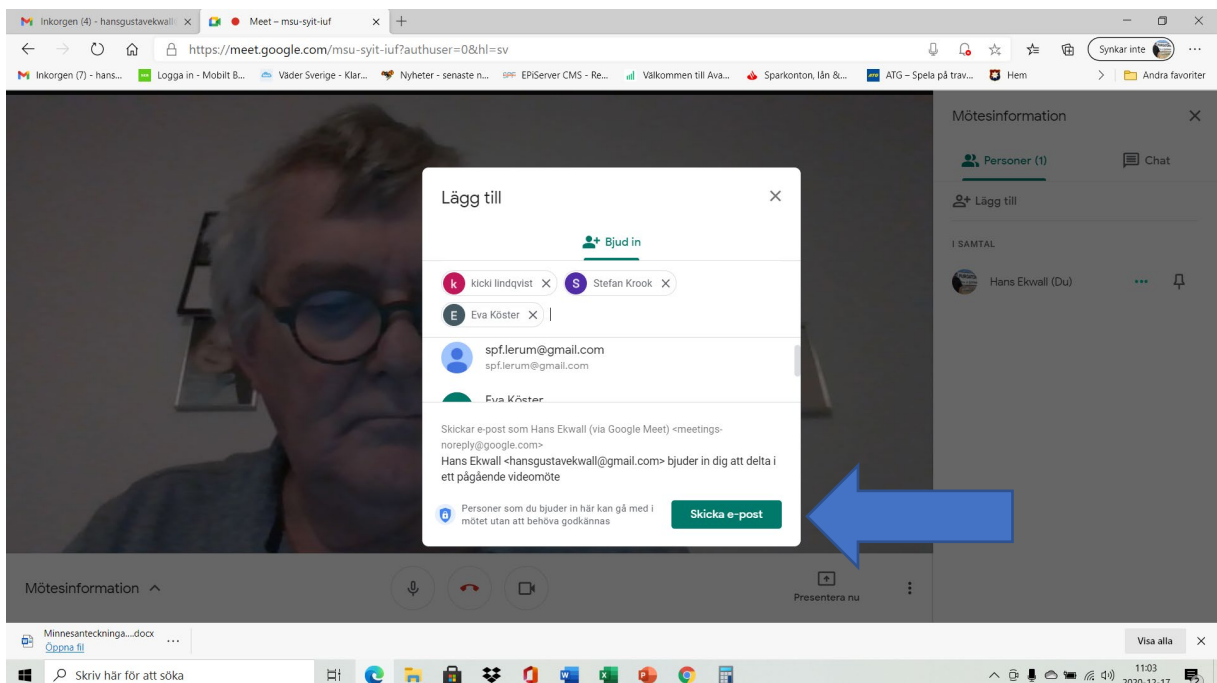 Inkorgen (4) - hansgustavekwall
Meet – msu-syit-iuf
https://meet.google.com/msu-syit-iuf?authuser=0&hl=sv
Synkar inte
Inkorgen (7) - hans...
Logga in - Mobilt B...
Väder Sverige - Klar...
Nyheter - senaste n...
EPiServer CMS - Re...
Välkommen till Ava...
Sparkonton, lån &...
ATG – Spela på trav...
Hem
Andra favoriter
Mötesinformation
Personer (1)
Chat
Lägg till
I SAMTAL
Hans Ekwall (Du)
Lägg till
Bjud in
k kicki lindqvist
S Stefan Krook
E Eva Köster
spf.lerum@gmail.com
spf.lerum@gmail.com
Eva Köster
Skickar e-post som Hans Ekwall (via Google Meet) <meetings-
noreply@google.com>
Hans Ekwall <hansgustavekwall@gmail.com> bjuder in dig att delta i
ett pågående videomöte
Personer som du bjuder in här kan gå med i
mötet utan att behöva godkännas
Skicka e-post
Mötesinformation
Presentera nu
Minnesanteckninga....docx
Öppna fil
Visa alla
Skriv här för att söka
11:03
2020-12-17